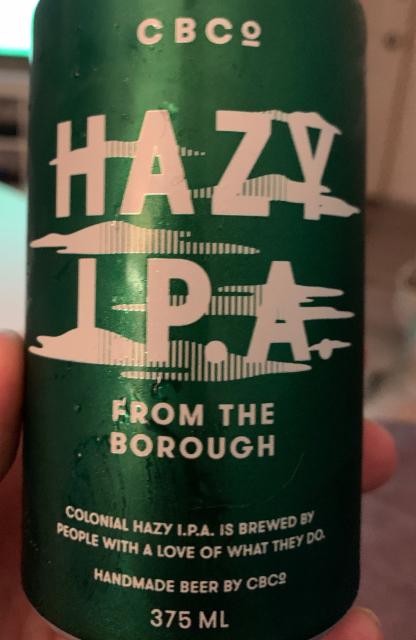 CBCº
HAZY
I.P.A.
FROM THE
BOROUGH
COLONIAL HAZY I.P.A. IS BREWED BY
PEOPLE WITH A LOVE OF WHAT THEY DO.
HANDMADE BEER BY CBCº
375 ML